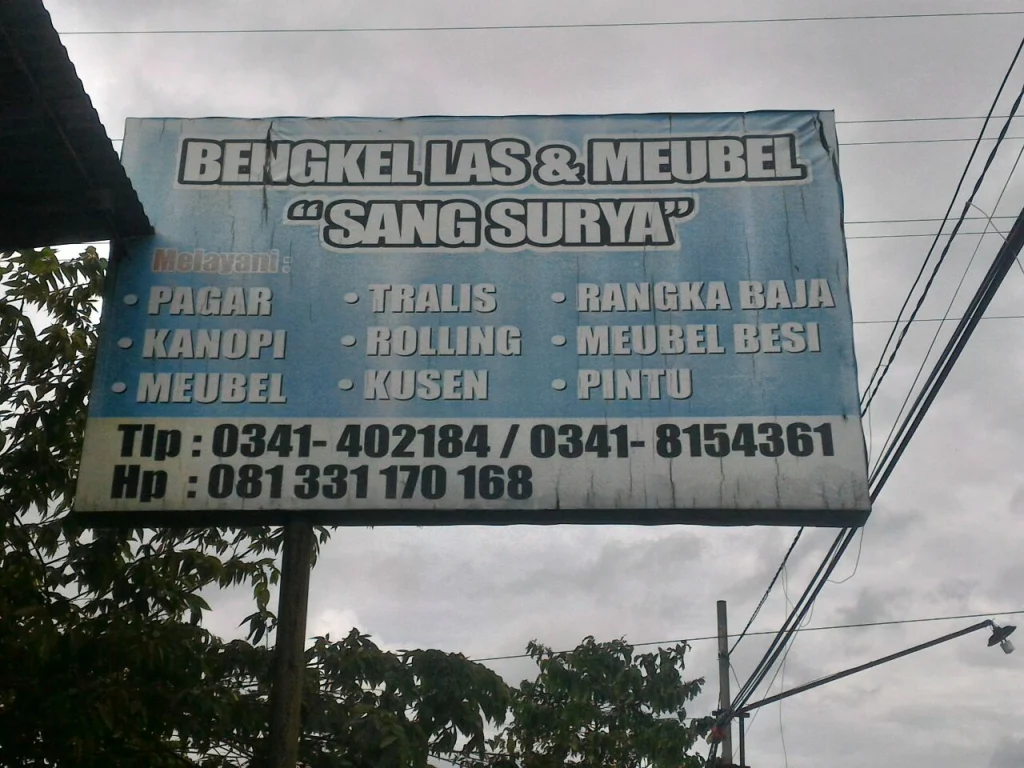 BENGKEL LAS & MEUBEL
"SANG SURYA"
Melayani :
• PAGAR • TRALIS • RANGKA BAJA
• KANOPI • ROLLING • MEUBEL BESI
• MEUBEL • KUSEN • PINTU
Tlp : 0341- 402184 / 0341- 8154361
Hp : 081 331 170 168